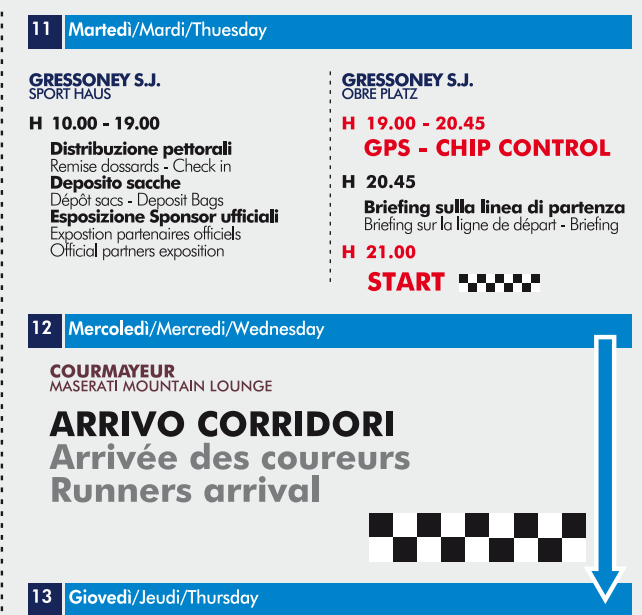 11 Martedì/Mardi/Thuesday
GRESSONEY S.J.
SPORT HAUS
H 10.00 - 19.00
Distribuzione pettorali
Remise dossards - Check in
Deposito sacche
Dépôt sacs - Deposit Bags
Esposizione Sponsor ufficiali
Expostion partenaires officiels
Official partners exposition
GRESSONEY S.J.
OBRE PLATZ
H 19.00 - 20.45
GPS - CHIP CONTROL
H 20.45
Briefing sulla linea di partenza
Briefing sur la ligne de départ - Briefing
H 21.00
START
12 Mercoledì/Mercredi/Wednesday
COURMAYEUR
MASERATI MOUNTAIN LOUNGE
ARRIVO CORRIDORI
Arrivée des coureurs
Runners arrival
13 Giovedì/Jeudi/Thursday